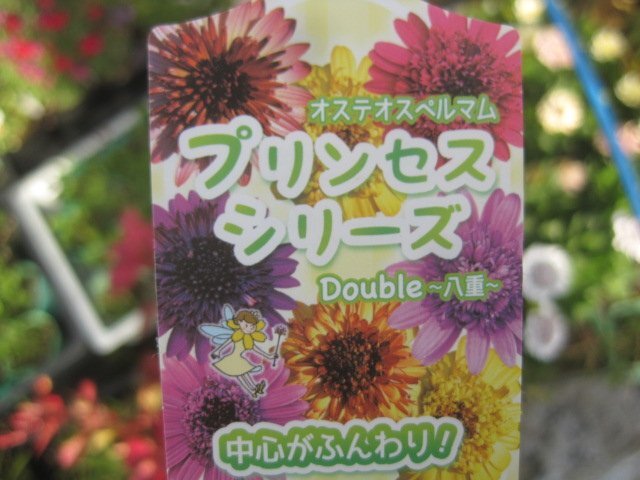 オステオスペルマム
プリンセス
シリーズ
Double ~八重~
中心がふんわり!